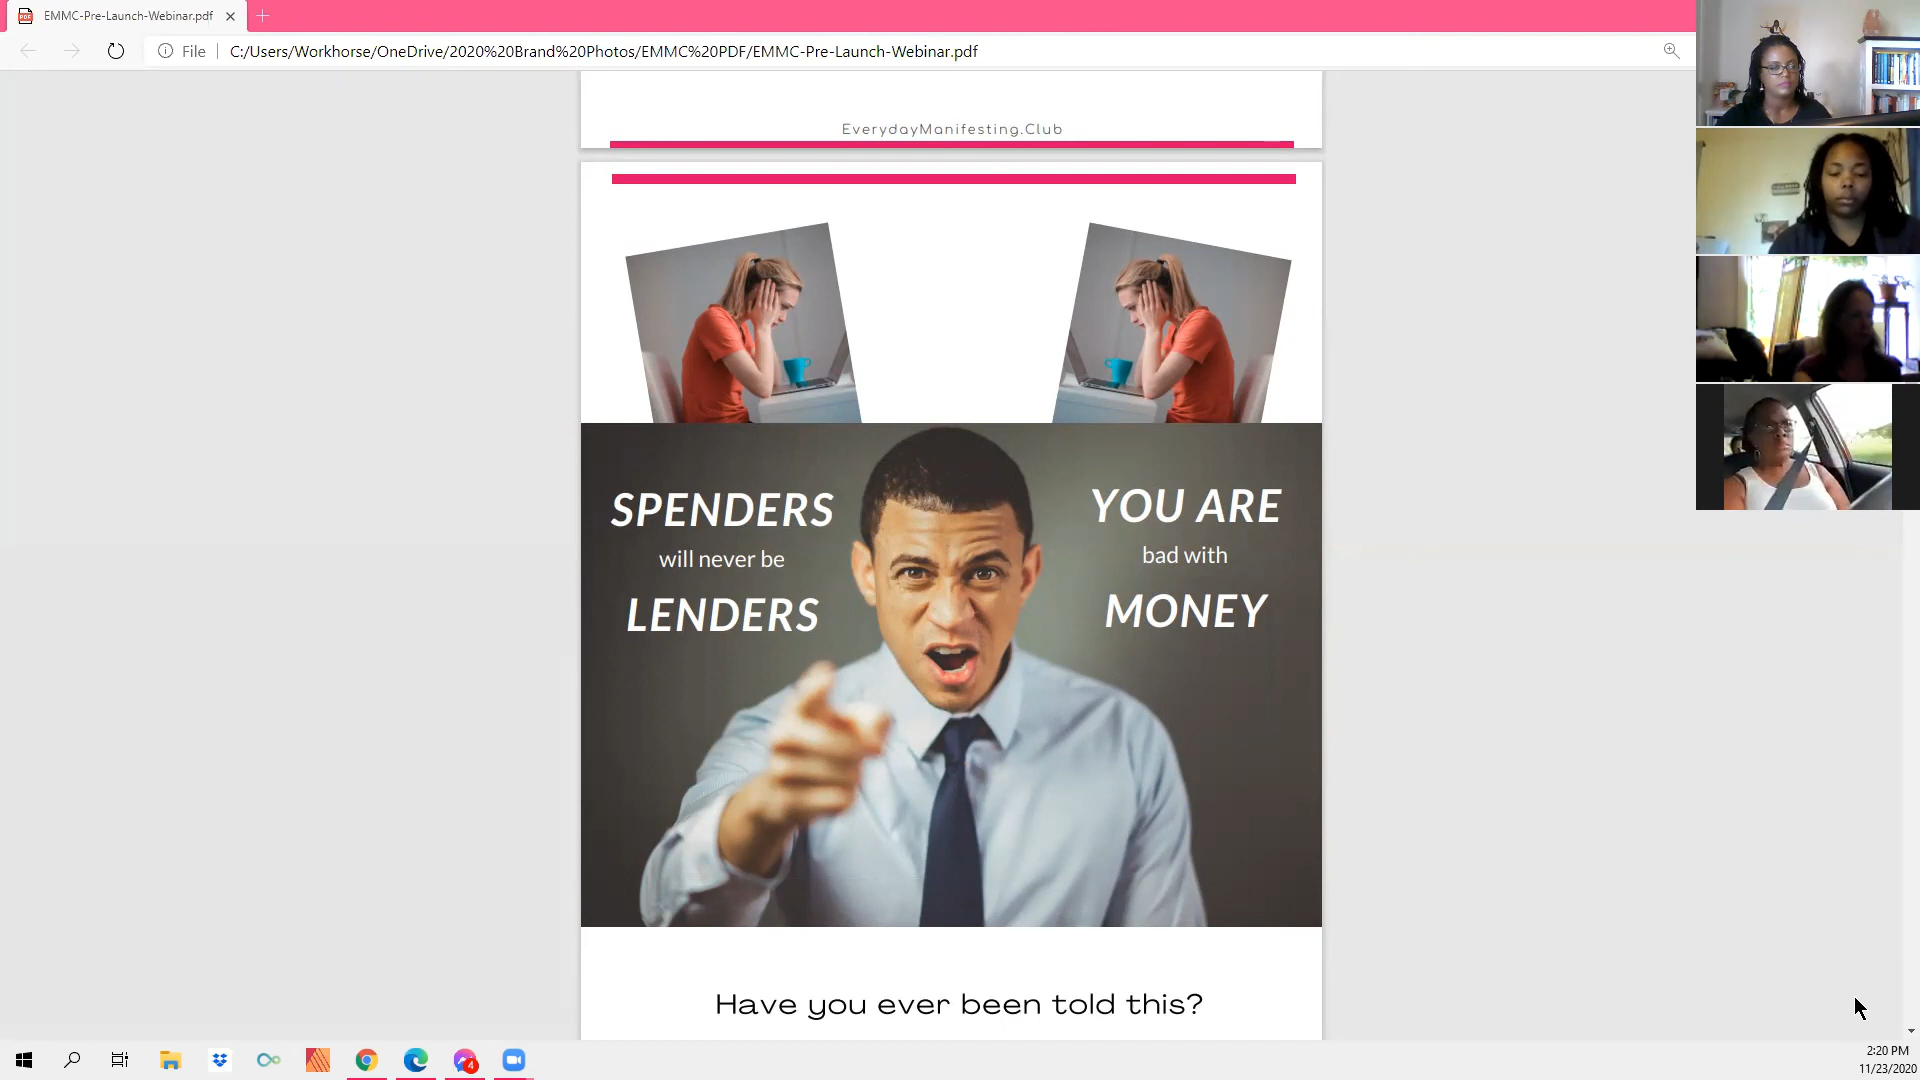 EMMC-Pre-Launch-Webinar.pdf
File
C:/Users/Workhorse/OneDrive/2020%20Brand%20Photos/EMMC%20PDF/EMMC-Pre-Launch-Webinar.pdf
EverydayManifesting.Club
SPENDERS
will never be
LENDERS
YOU ARE
bad with
MONEY
Have you ever been told this?
4
2:20 PM
11/23/2020